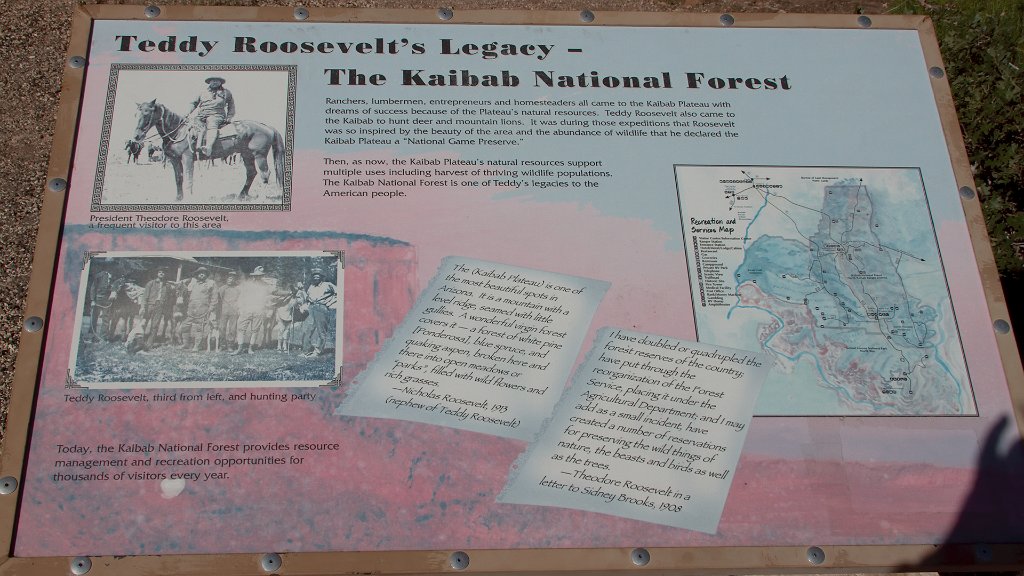 Teddy Roosevelt's Legacy –
The Kaibab National Forest
Ranchers, lumbermen, entrepreneurs and homesteaders all came to the Kaibab Plateau with
dreams of success because of the Plateau's natural resources. Teddy Roosevelt also came to
the Kaibab to hunt deer and mountain lions. It was during those expeditions that Roosevelt
was so inspired by the beauty of the area and the abundance of wildlife that he declared the
Kaibab Plateau a "National Game Preserve."
Then, as now, the Kaibab Plateau's natural resources support
multiple uses including harvest of thriving wildlife populations.
The Kaibab National Forest is one of Teddy's legacies to the
American people.
President Theodore Roosevelt,
a frequent visitor to this area
Teddy Roosevelt, third from left, and hunting party
Today, the Kaibab National Forest provides resource
management and recreation opportunities for
thousands of visitors every year.
The (Kaibab Plateau) is one of
the most beautiful spots in
Arizona. It is a mountain with a
level ridge, seamed with little
gullies. A wonderful virgin forest
covers it — a forest of white pine
[Ponderosa], blue spruce, and
quaking aspen, broken here and
there into open meadows or
"parks", filled with wild flowers and
rich grasses.
—Nicholas Roosevelt, 1913
(nephew of Teddy Roosevelt)
I have doubled or quadrupled the
forest reserves of the country;
have put through the
reorganization of the Forest
Service, placing it under the
Agricultural Department; and I may
add as a small incident, have
created a number of reservations
for preserving the wild things of
nature, the beasts and birds as well
as the trees.
—Theodore Roosevelt in a
letter to Sidney Brooks, 1908
Recreation and
Services Map